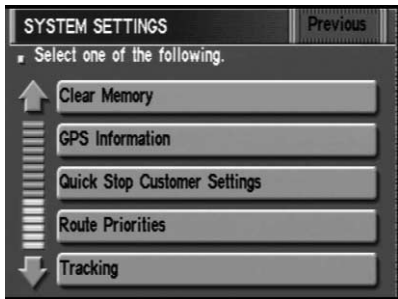 SYSTEM SETTINGS
Previous
Select one of the following.
Clear Memory
GPS Information
Quick Stop Customer Settings
Route Priorities
Tracking